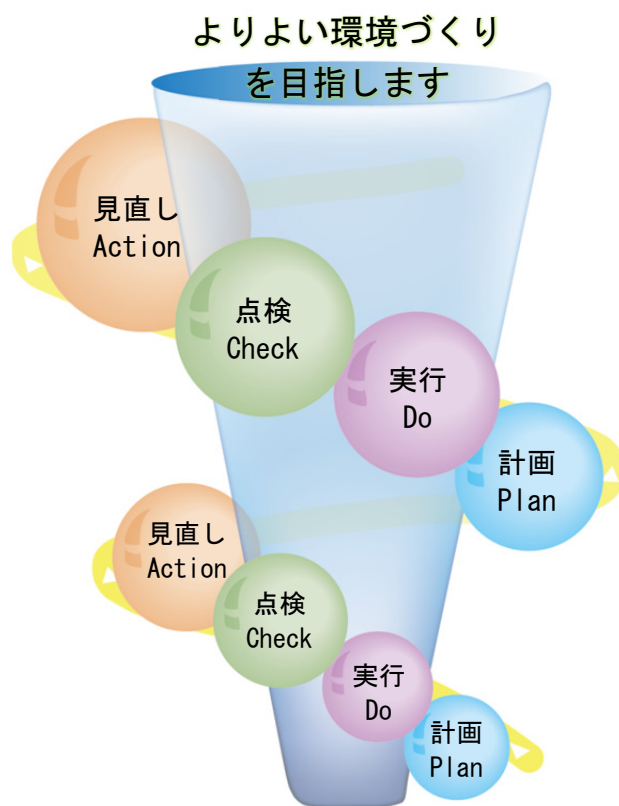 よりよい環境づくり
を目指します
見直し
Action
点検
Check
実行
Do
計画
Plan
見直し
Action
点検
Check
実行
Do
計画
Plan